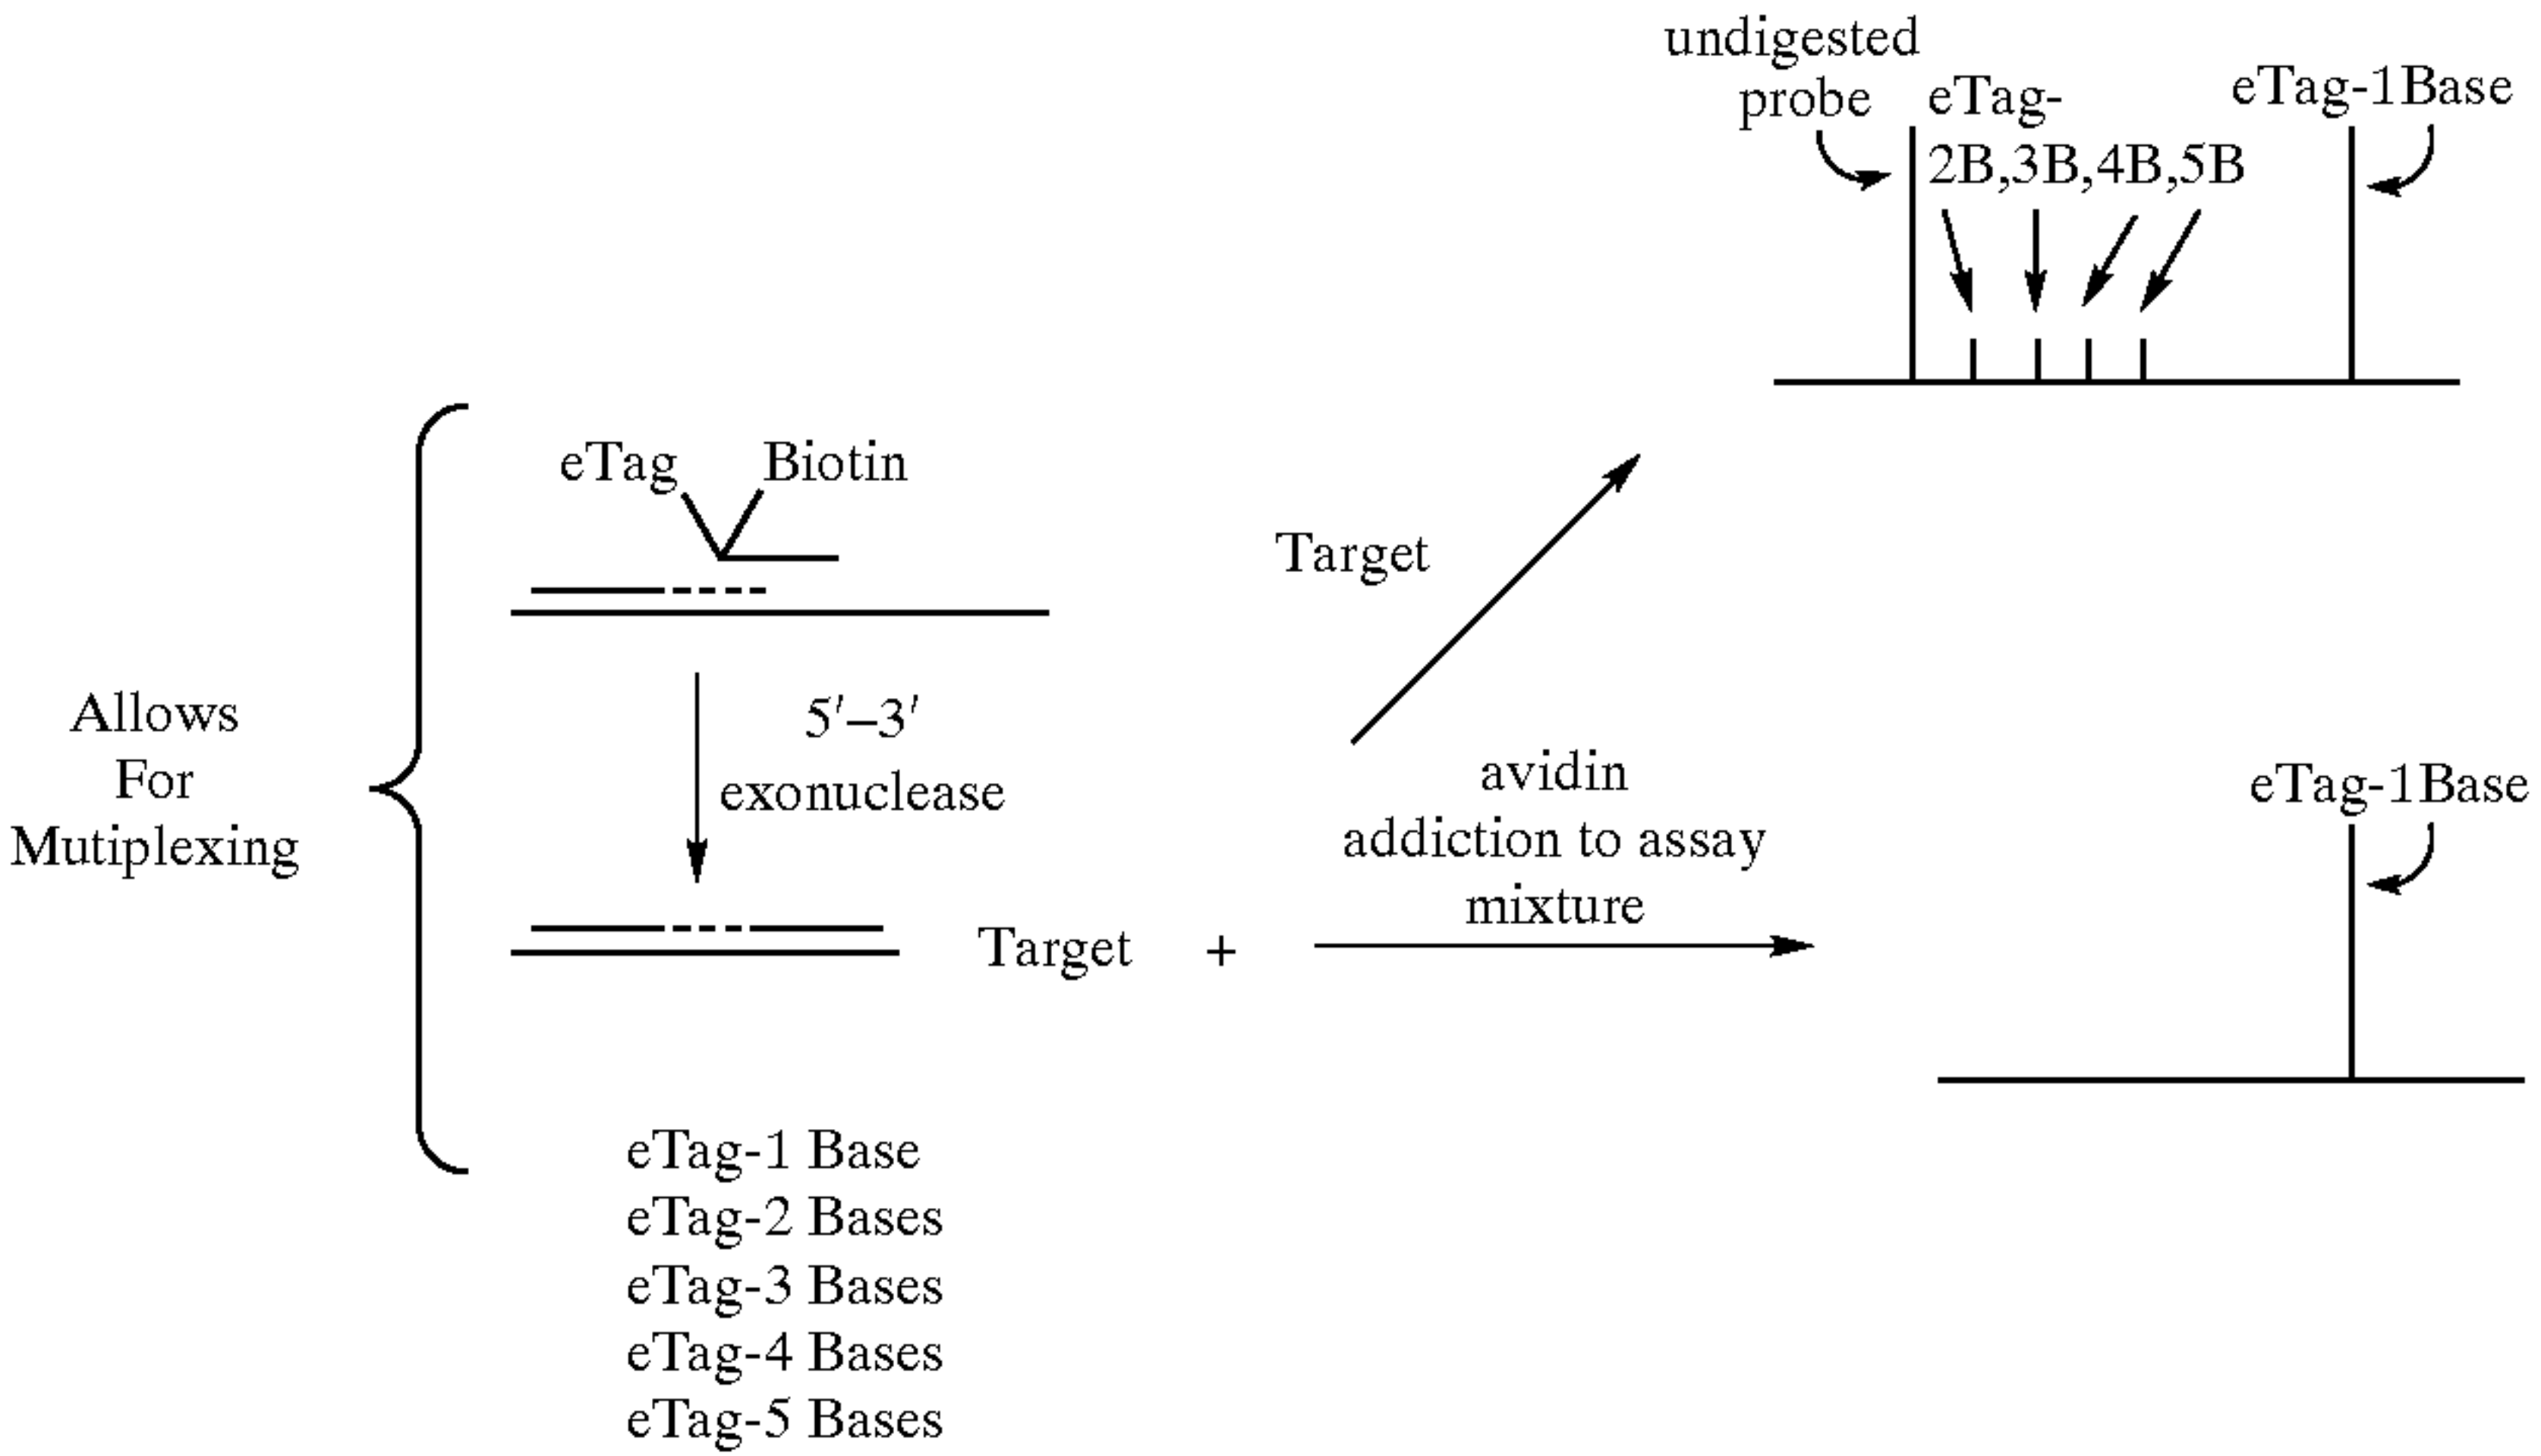 undigested
probe
eTag-
2B,3B,4B,5B
eTag-1Base
eTag
Biotin
Target
Allows
For
Mutiplexing
5′–3′
exonuclease
avidin
addiction to assay
mixture
eTag-1Base
Target +
eTag-1 Base
eTag-2 Bases
eTag-3 Bases
eTag-4 Bases
eTag-5 Bases